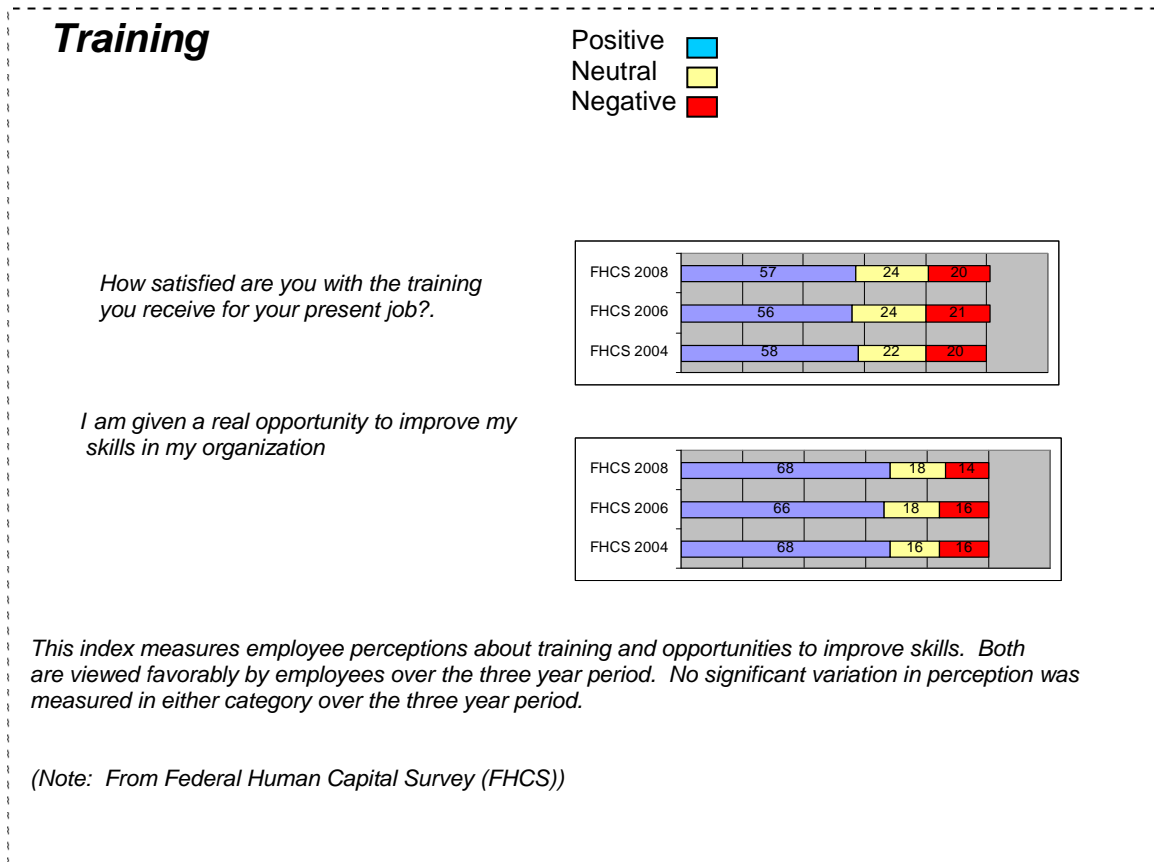 Training
Positive
Neutral
Negative
How satisfied are you with the training
you receive for your present job?.
FHCS 2008 57 24 20
FHCS 2006 56 24 21
FHCS 2004 58 22 20
I am given a real opportunity to improve my
skills in my organization
FHCS 2008 68 18 14
FHCS 2006 66 18 16
FHCS 2004 68 16 16
This index measures employee perceptions about training and opportunities to improve skills. Both
are viewed favorably by employees over the three year period. No significant variation in perception was
measured in either category over the three year period.
(Note: From Federal Human Capital Survey (FHCS))